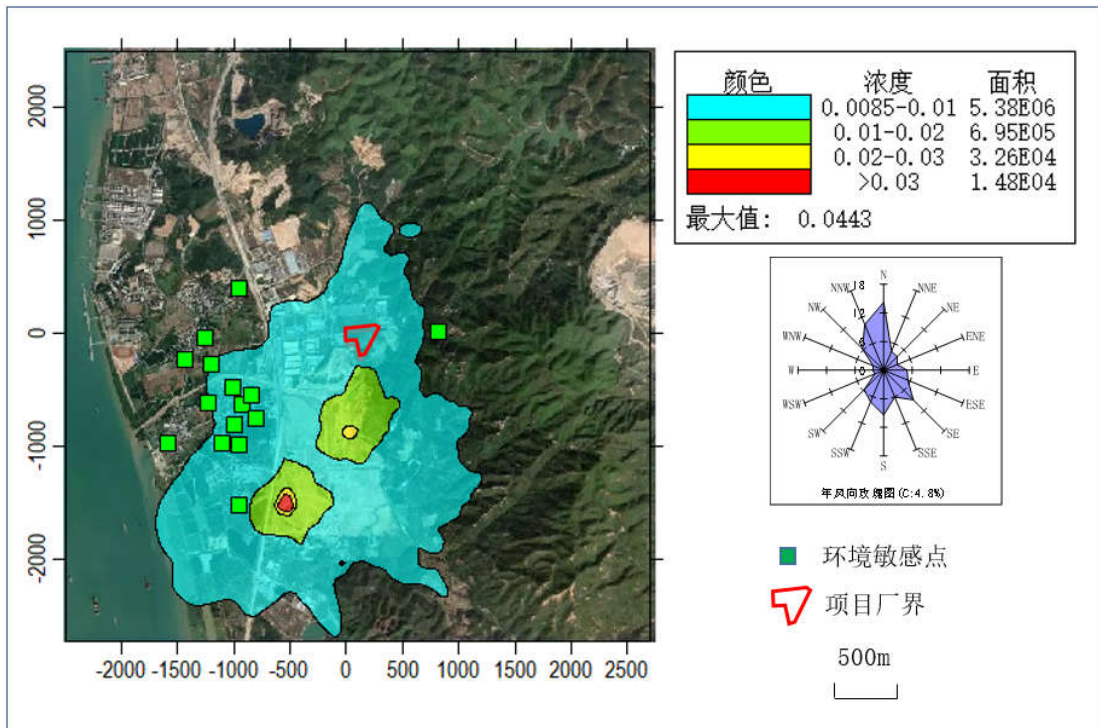 颜色 浓度 面积
0.0085-0.01 5.38E06
0.01-0.02 6.95E05
0.02-0.03 3.26E04
>0.03 1.48E04
最大值: 0.0443
2000
1000
0
-1000
-2000
-2000 -1500 -1000 -500 0 500 1000 1500 2000 2500
N
NNW 18 NNE
NW 12 NE
WNW 6 ENE
W 0 E
WSW ESE
SW SE
SSW SSE
S
年风向玫瑰图(C:4.8%)
环境敏感点
项目厂界
500m